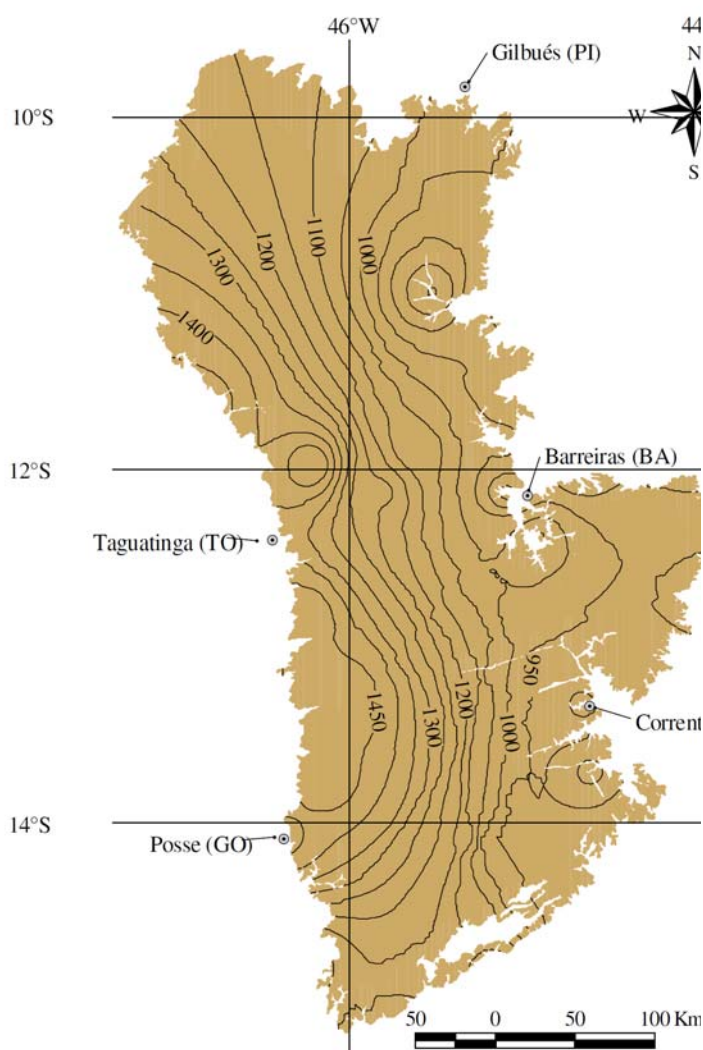 46°W
44
Gilbués (PI)
N
10°S
W
S
1000
1100
1200
1300
1400
12°S
Barreiras (BA)
Taguatinga (TO)
950
1200
1450
1300
1000
Corrent
14°S
Posse (GO)
50 0 50 100 Km